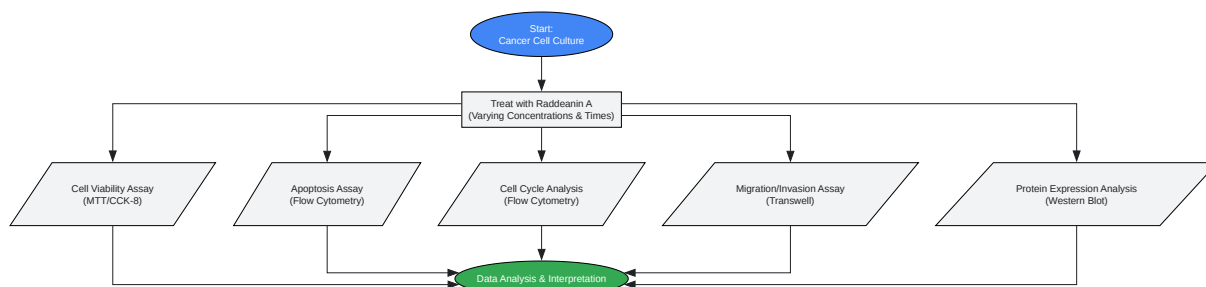 Start:
Cancer Cell Culture
Treat with Raddeanin A
(Varying Concentrations & Times)
Cell Viability Assay
(MTT/CCK-8)
Apoptosis Assay
(Flow Cytometry)
Cell Cycle Analysis
(Flow Cytometry)
Migration/Invasion Assay
(Transwell)
Protein Expression Analysis
(Western Blot)
Data Analysis & Interpretation